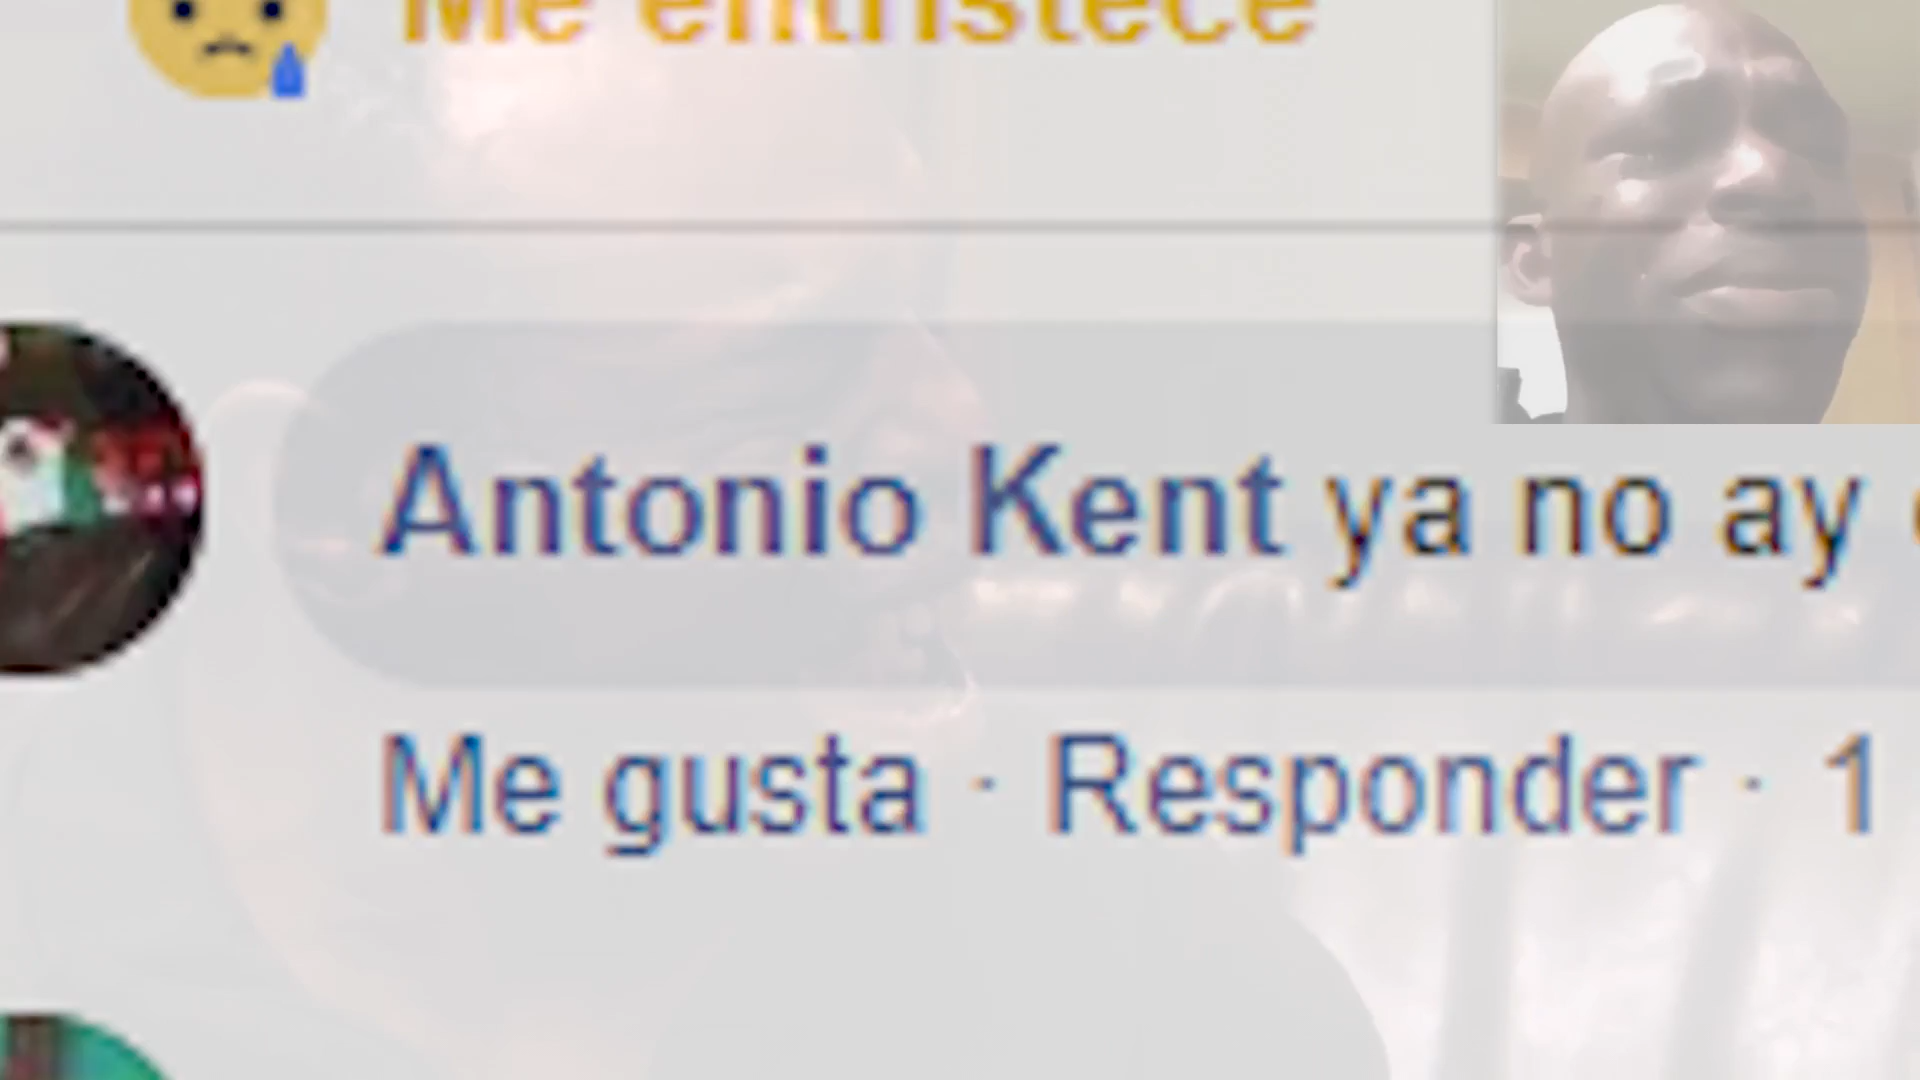 Me entristece
Antonio Kent ya no ay
Me gusta · Responder · 1